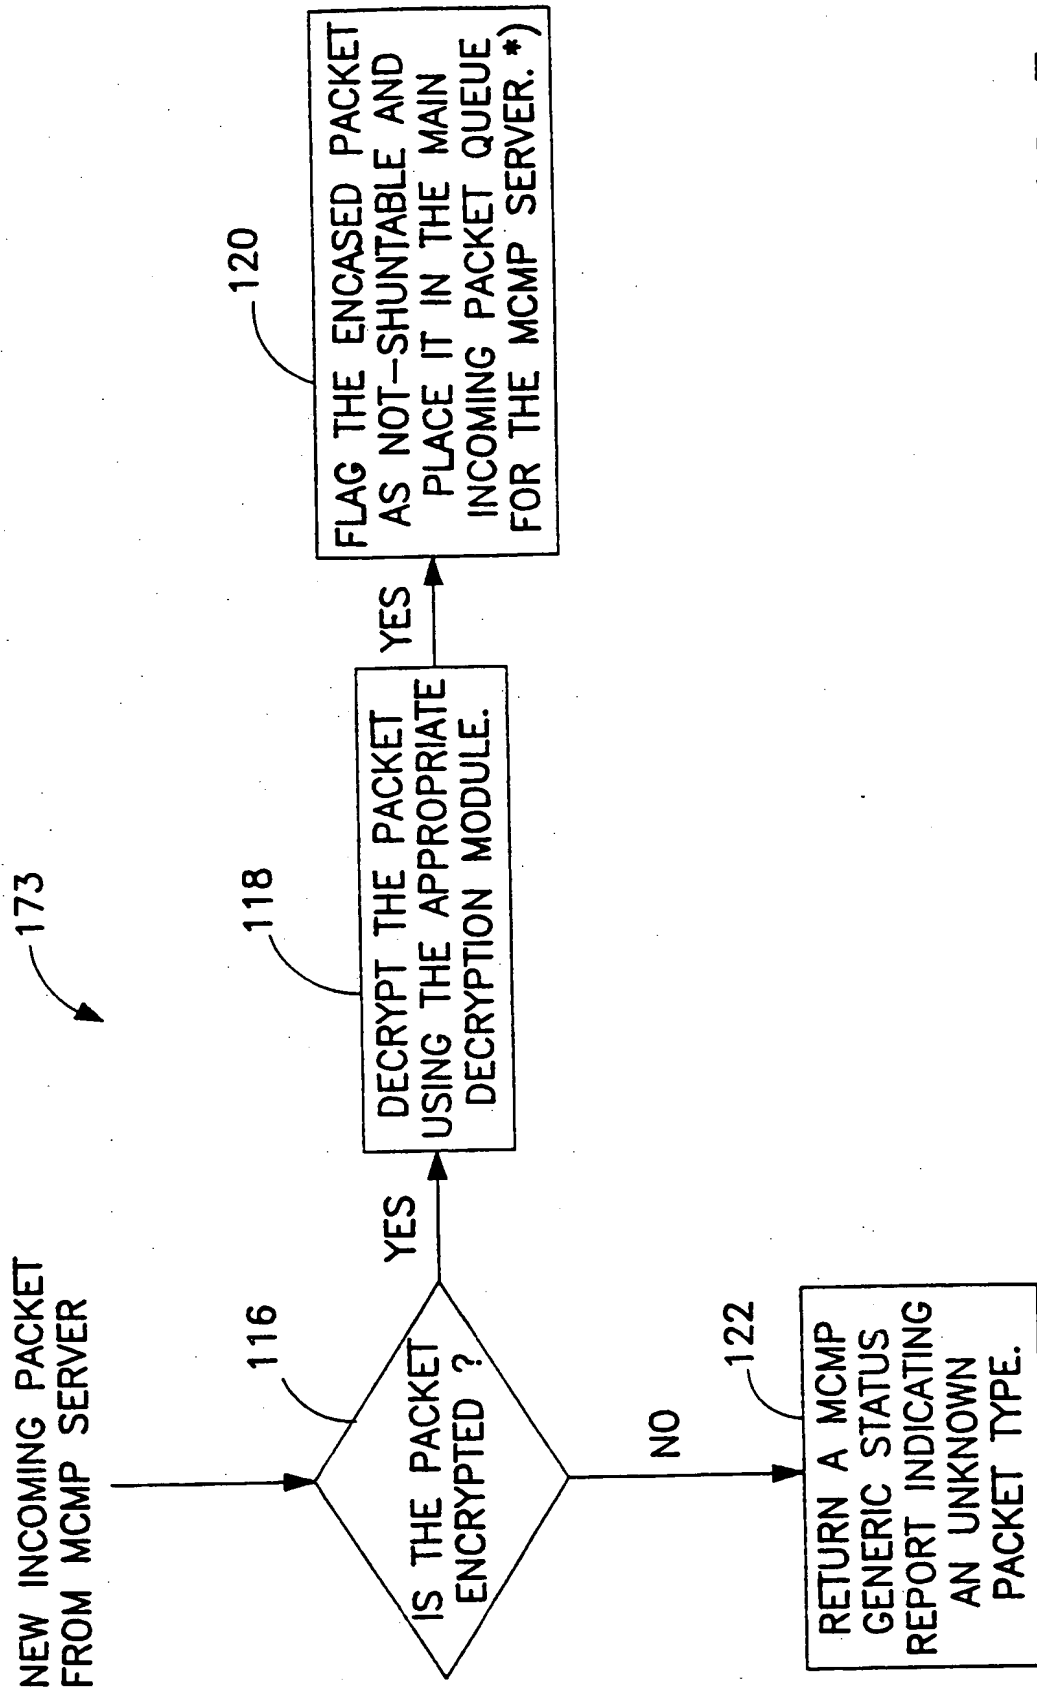 NEW INCOMING PACKET
FROM MCMP SERVER
173
116
IS THE PACKET
ENCRYPTED ?
YES
118
DECRYPT THE PACKET
USING THE APPROPRIATE
DECRYPTION MODULE.
YES
120
FLAG THE ENCASED PACKET
AS NOT-SHUNTABLE AND
PLACE IT IN THE MAIN
INCOMING PACKET QUEUE
FOR THE MCMP SERVER. *)
NO
122
RETURN A MCMP
GENERIC STATUS
REPORT INDICATING
AN UNKNOWN
PACKET TYPE.